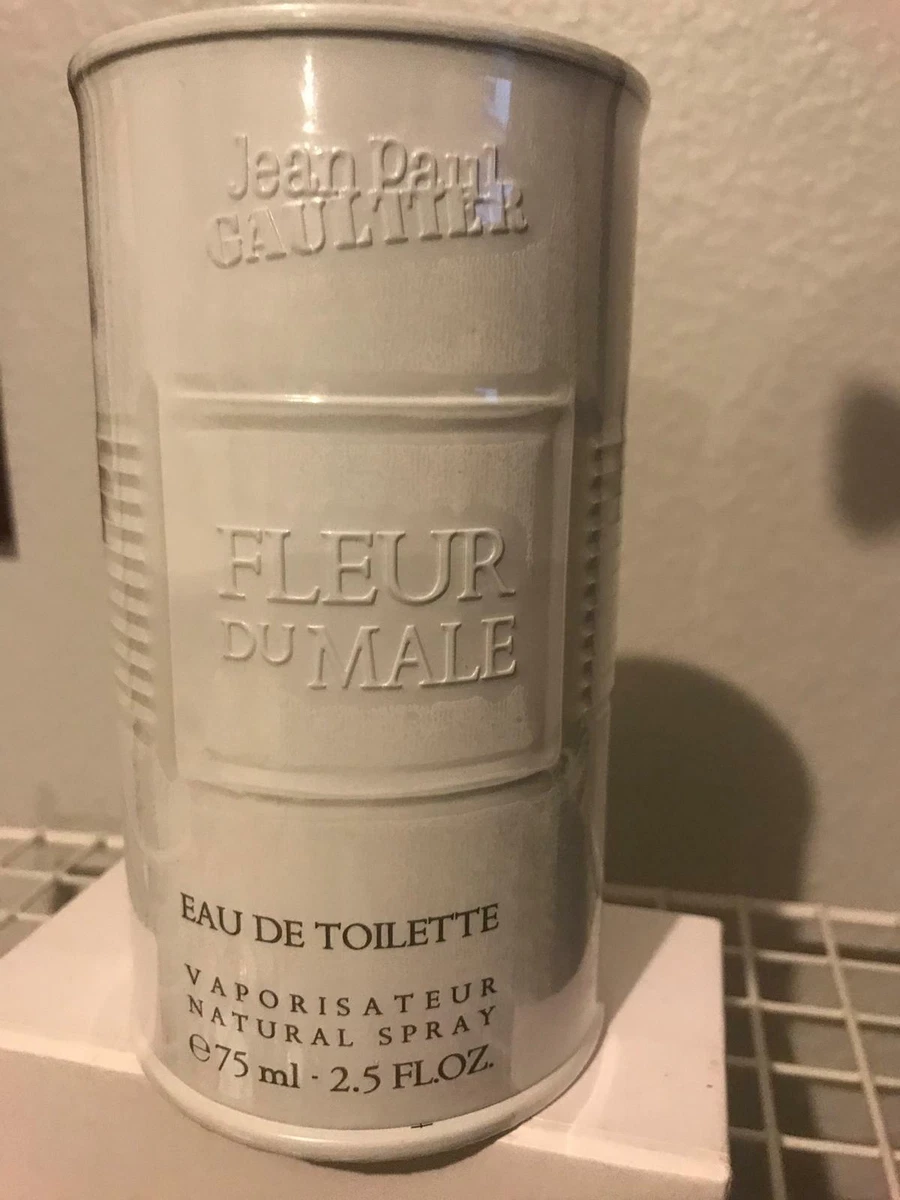 Jean Paul
GAULTIER
FLEUR
DU MALE
EAU DE TOILETTE
VAPORISATEUR
NATURAL SPRAY
℮75 ml - 2.5 FL.OZ.